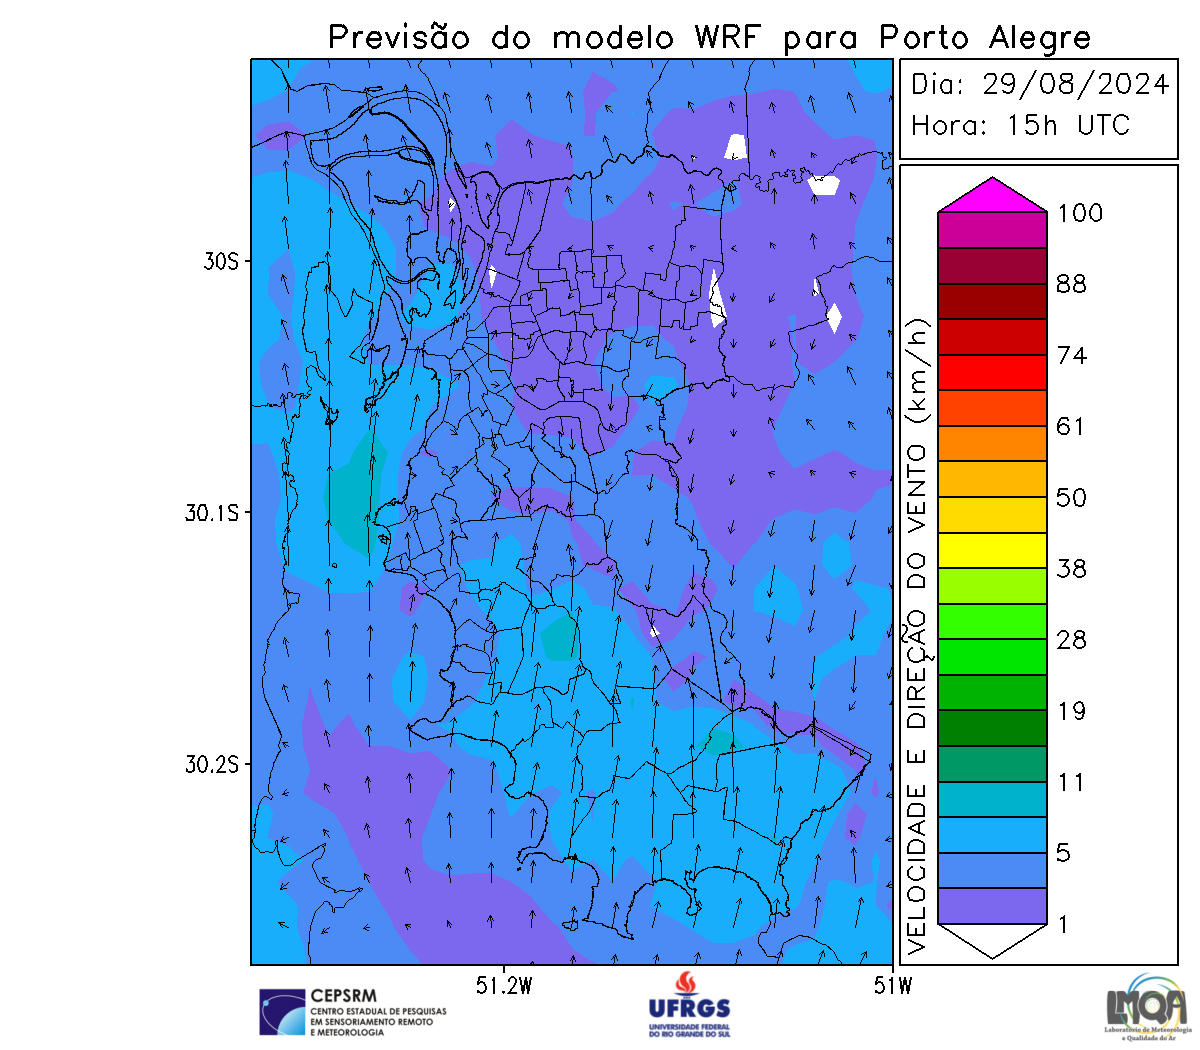 Previsão do modelo WRF para Porto Alegre
Dia: 29/08/2024
Hora: 15h UTC
30S
30.1S
30.2S
51.2W
51W
VELOCIDADE E DIREÇÃO DO VENTO (km/h)
100
88
74
61
50
38
28
19
11
5
1
CEPSRM
CENTRO ESTADUAL DE PESQUISAS
EM SENSORIAMENTO REMOTO
E METEOROLOGIA
UFRGS
UNIVERSIDADE FEDERAL
DO RIO GRANDE DO SUL
LMQA
Laboratório de Meteorologia
e Qualidade do Ar